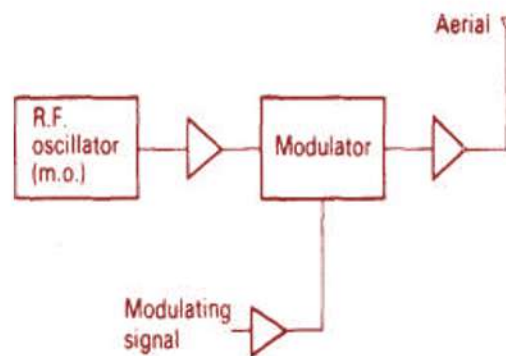 Aerial
R.F.
oscillator
(m.o.)
Modulator
Modulating
signal